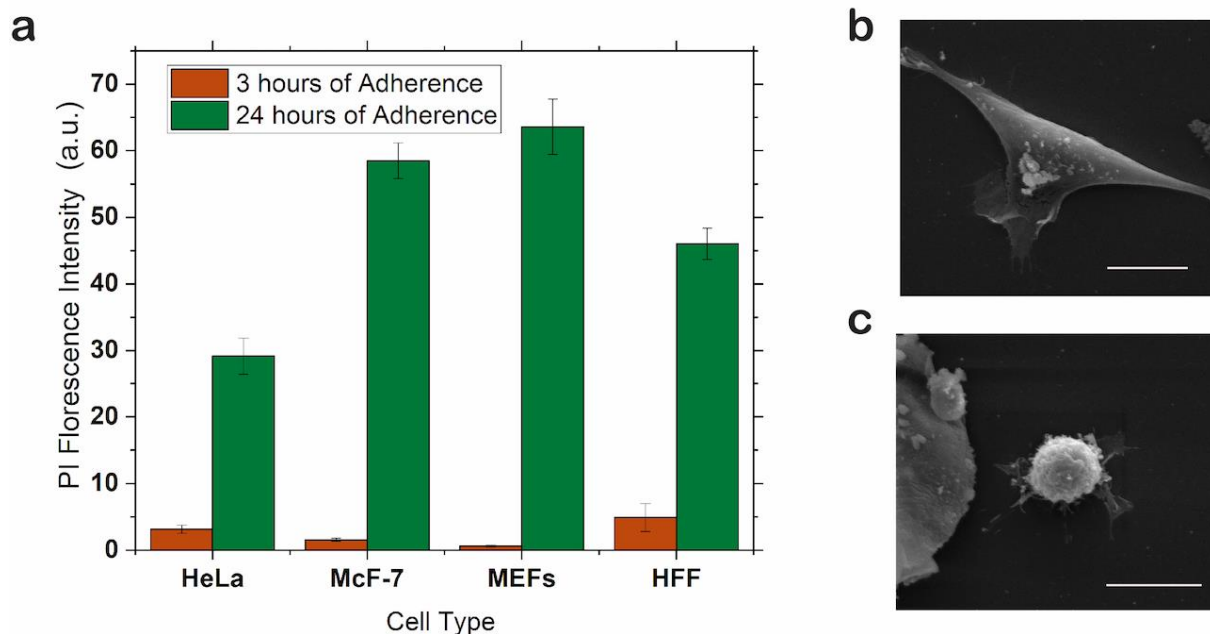 a
3 hours of Adherence
24 hours of Adherence
PI Florescence Intensity (a.u.)
70
60
50
40
30
20
10
0
HeLa McF-7 MEFs HFF
Cell Type
b
c